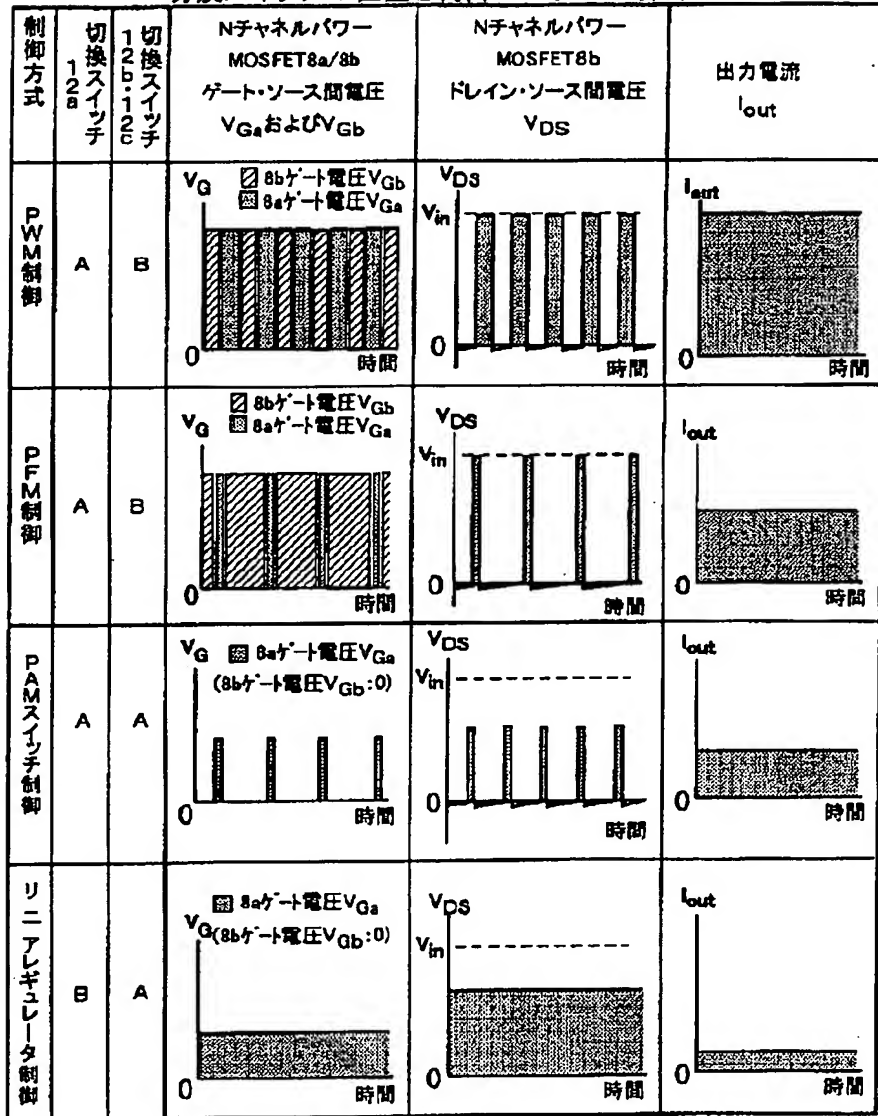 制御方式
切換スイッチ12a
切換スイッチ12b・12c
Nチャネルパワー
MOSFET8a/8b
ゲート・ソース間電圧
VGaおよびVGb
Nチャネルパワー
MOSFET8b
ドレイン・ソース間電圧
VDS
出力電流
Iout
PWM制御
A
B
VG
8bゲート電圧VGb
8aゲート電圧VGa
0
時間
VDS
Vin
0
時間
Iout
0
時間
PFM制御
A
B
VG
8bゲート電圧VGb
8aゲート電圧VGa
0
時間
VDS
Vin
0
時間
Iout
0
時間
PAMスイッチ制御
A
A
VG
8aゲート電圧VGa
(8bゲート電圧VGb:0)
0
時間
VDS
Vin
0
時間
Iout
0
時間
リニアレギュレータ制御
B
A
8aゲート電圧VGa
VG(8bゲート電圧VGb:0)
0
時間
VDS
Vin
0
時間
Iout
0
時間